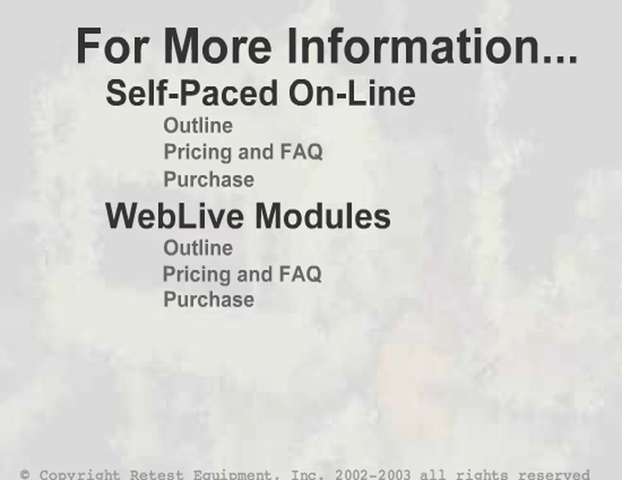 For More Information...
Self-Paced On-Line
Outline
Pricing and FAQ
Purchase
WebLive Modules
Outline
Pricing and FAQ
Purchase
© Copyright Retest Equipment, Inc. 2002-2003 all rights reserved